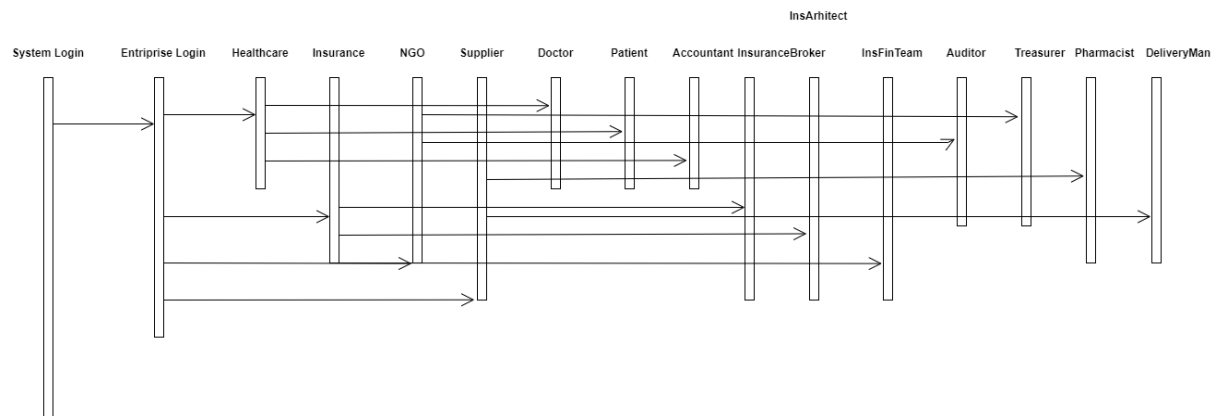 InsArhitect
System Login Entriprise Login Healthcare Insurance NGO Supplier Doctor Patient Accountant InsuranceBroker InsFinTeam Auditor Treasurer Pharmacist DeliveryMan